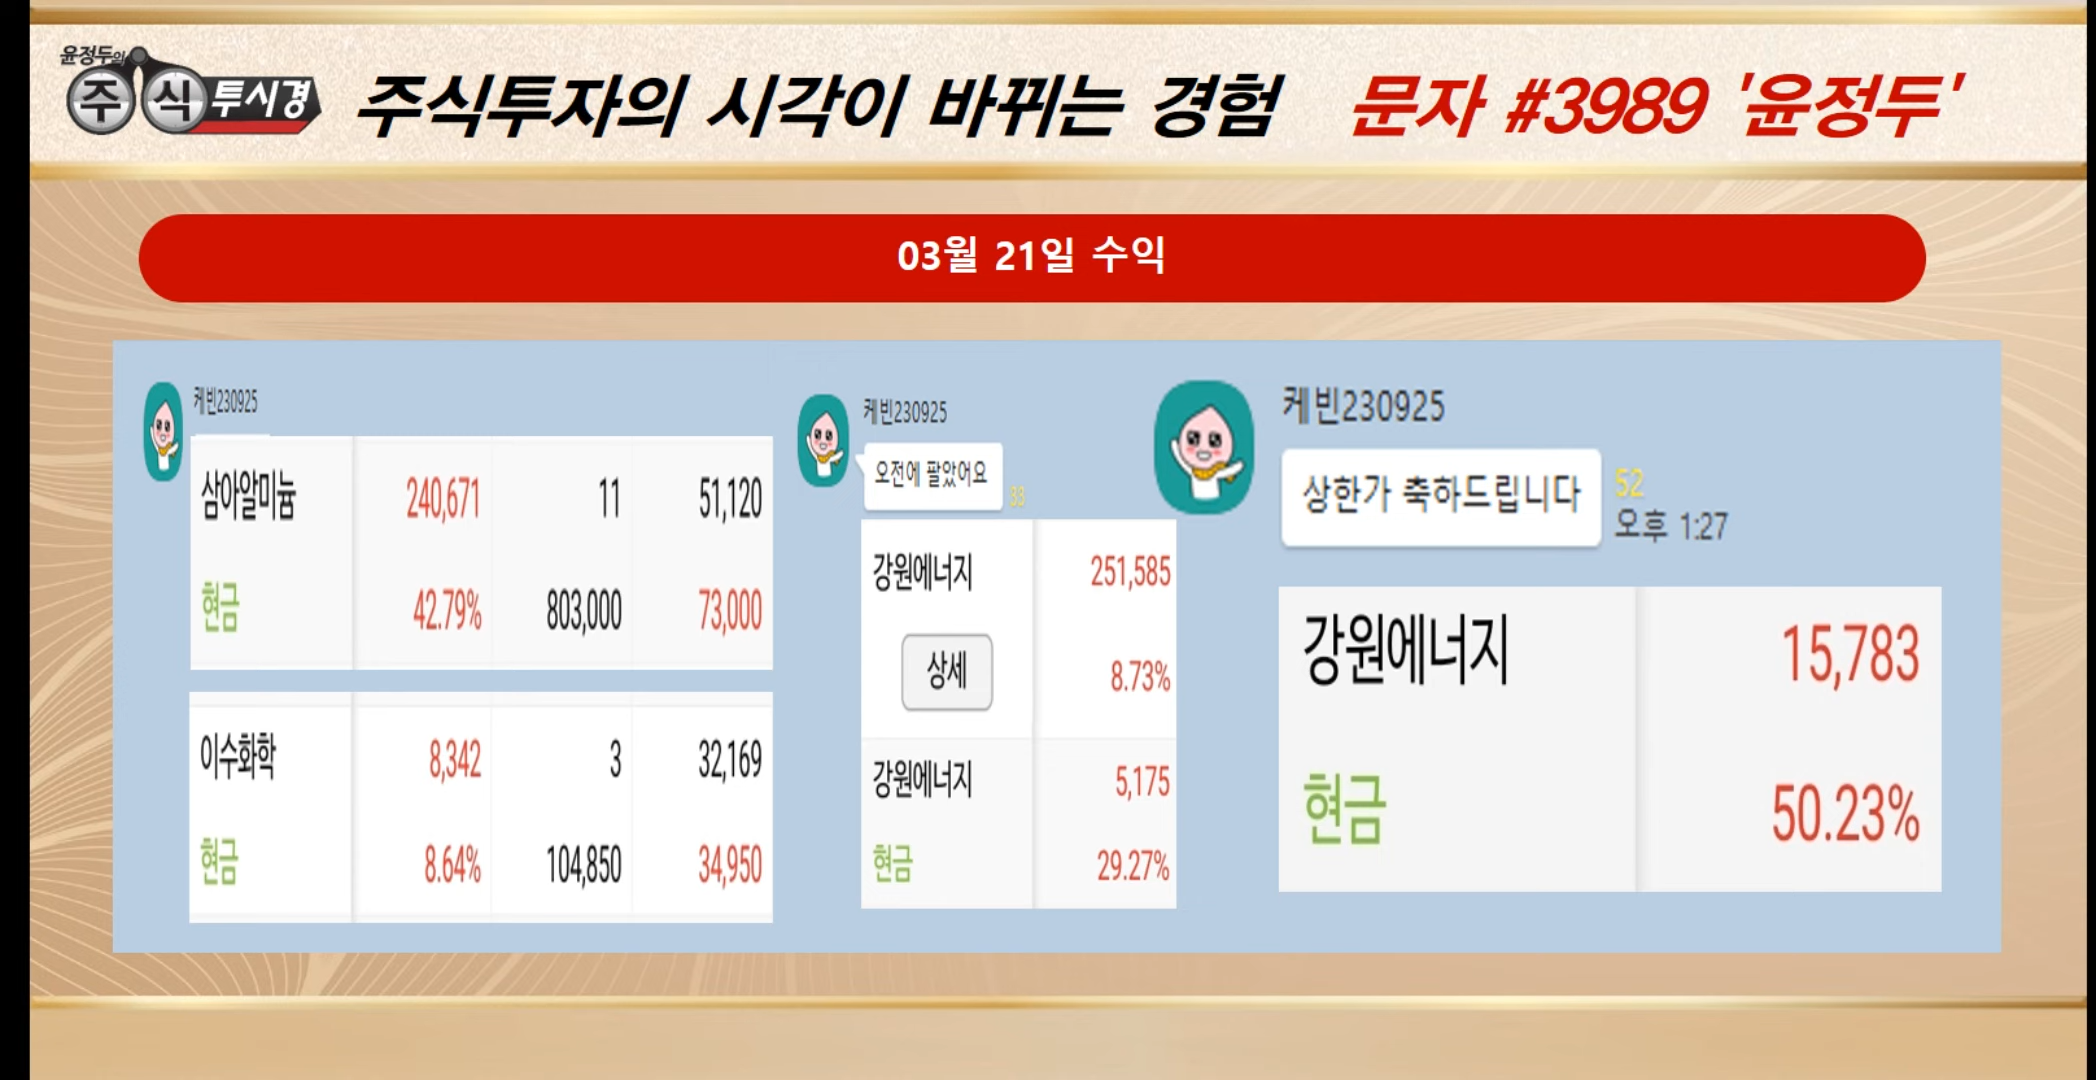 윤정두의
주식투시경
주식투자의 시각이 바뀌는 경험 문자 #3989 '윤정두'
03월 21일 수익
케빈230925
삼아알미늄 240,671 11 51,120
현금 42.79% 803,000 73,000
이수화학 8,342 3 32,169
현금 8.64% 104,850 34,950
케빈230925
오전에 팔았어요
33
강원에너지 251,585
상세 8.73%
강원에너지 5,175
현금 29.27%
케빈230925
상한가 축하드립니다
52
오후 1:27
강원에너지 15,783
현금 50.23%